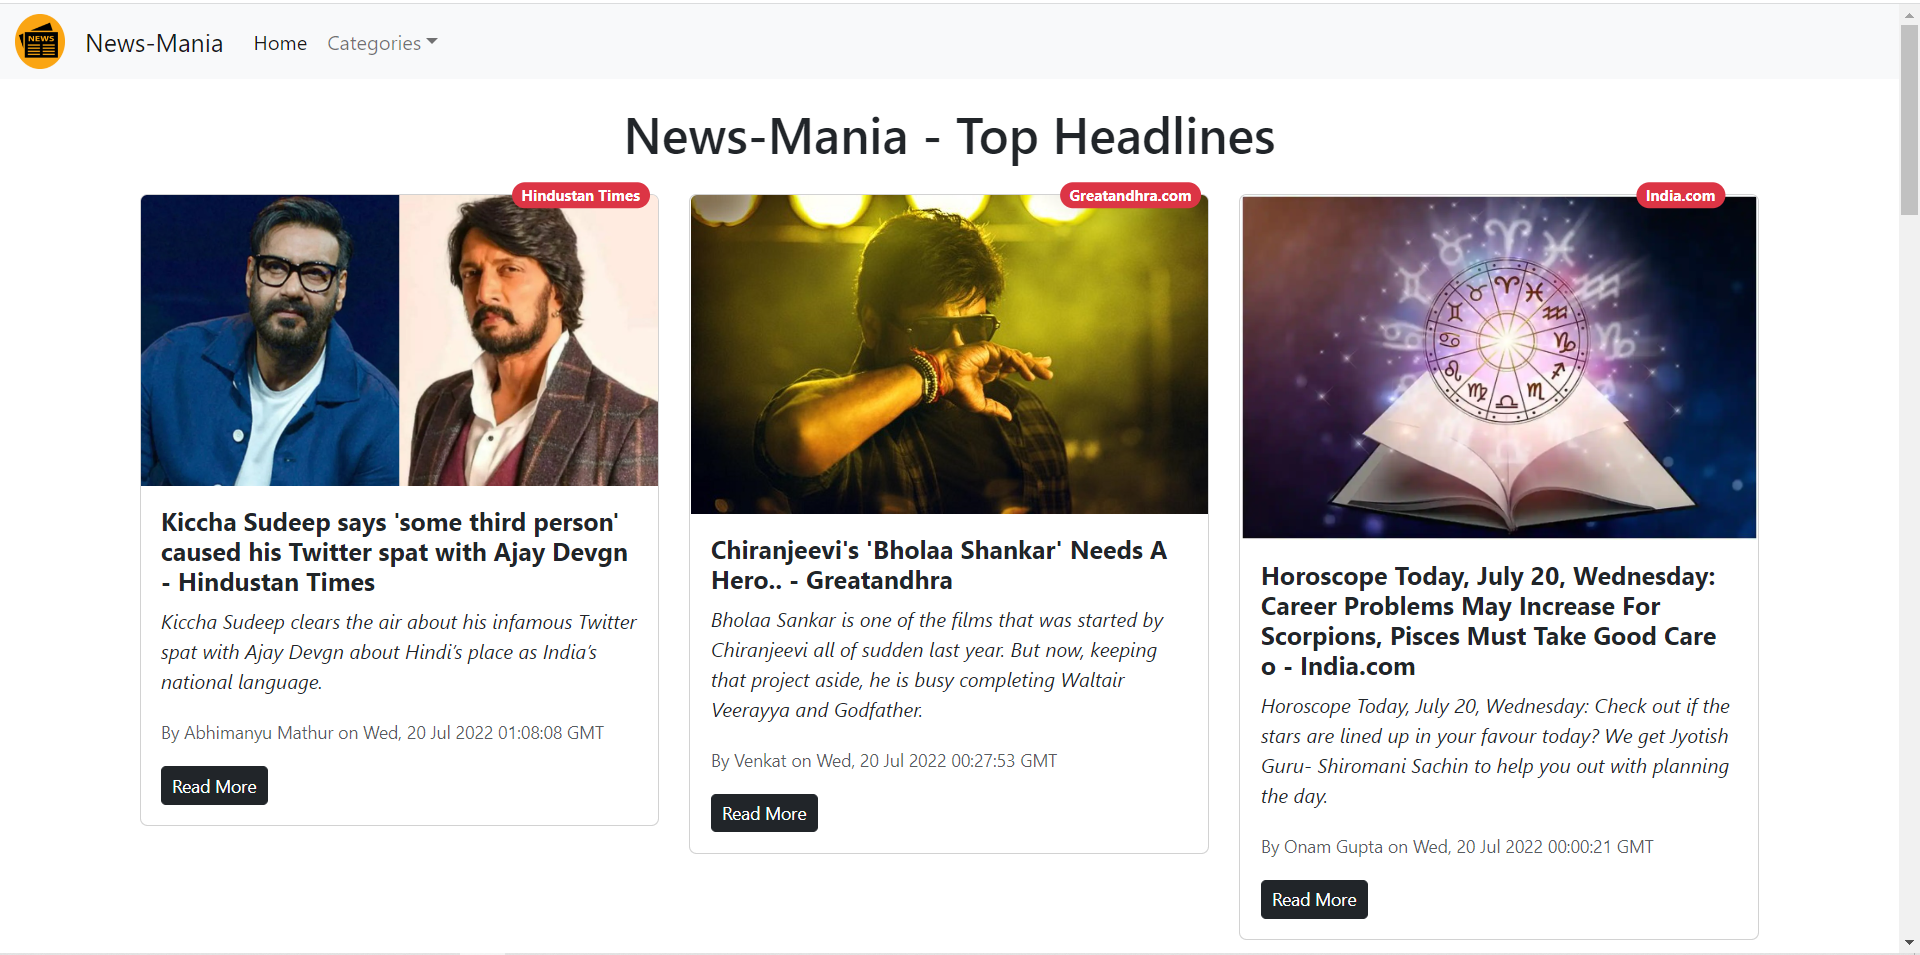 NEWS
News-Mania
Home
Categories
News-Mania - Top Headlines
Hindustan Times
Kiccha Sudeep says 'some third person'
caused his Twitter spat with Ajay Devgn
- Hindustan Times
Kiccha Sudeep clears the air about his infamous Twitter
spat with Ajay Devgn about Hindi’s place as India’s
national language.
By Abhimanyu Mathur on Wed, 20 Jul 2022 01:08:08 GMT
Read More
Greatandhra.com
Chiranjeevi's 'Bholaa Shankar' Needs A
Hero.. - Greatandhra
Bholaa Sankar is one of the films that was started by
Chiranjeevi all of sudden last year. But now, keeping
that project aside, he is busy completing Waltair
Veerayya and Godfather.
By Venkat on Wed, 20 Jul 2022 00:27:53 GMT
Read More
India.com
Horoscope Today, July 20, Wednesday:
Career Problems May Increase For
Scorpions, Pisces Must Take Good Care
o - India.com
Horoscope Today, July 20, Wednesday: Check out if the
stars are lined up in your favour today? We get Jyotish
Guru- Shiromani Sachin to help you out with planning
the day.
By Onam Gupta on Wed, 20 Jul 2022 00:00:21 GMT
Read More